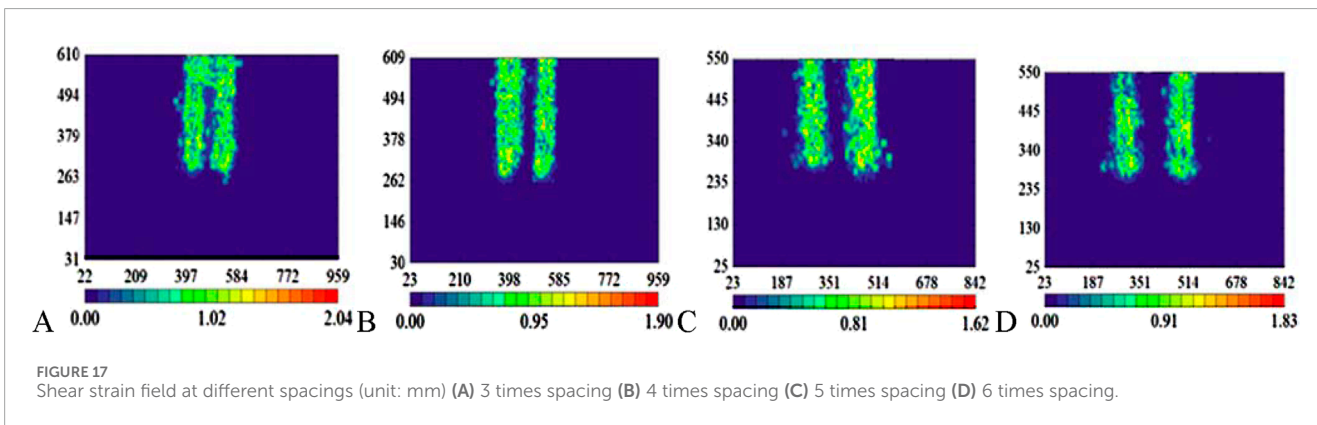 610
494
379
263
147
31
22 209 397 584 772 959
0.00 1.02 2.04
A
609
494
378
262
146
30
23 210 398 585 772 959
0.00 0.95 1.90
B
550
445
340
235
130
25
23 187 351 514 678 842
0.00 0.81 1.62
C
550
445
340
235
130
25
23 187 351 514 678 842
0.00 0.91 1.83
D
FIGURE 17
Shear strain field at different spacings (unit: mm) (A) 3 times spacing (B) 4 times spacing (C) 5 times spacing (D) 6 times spacing.